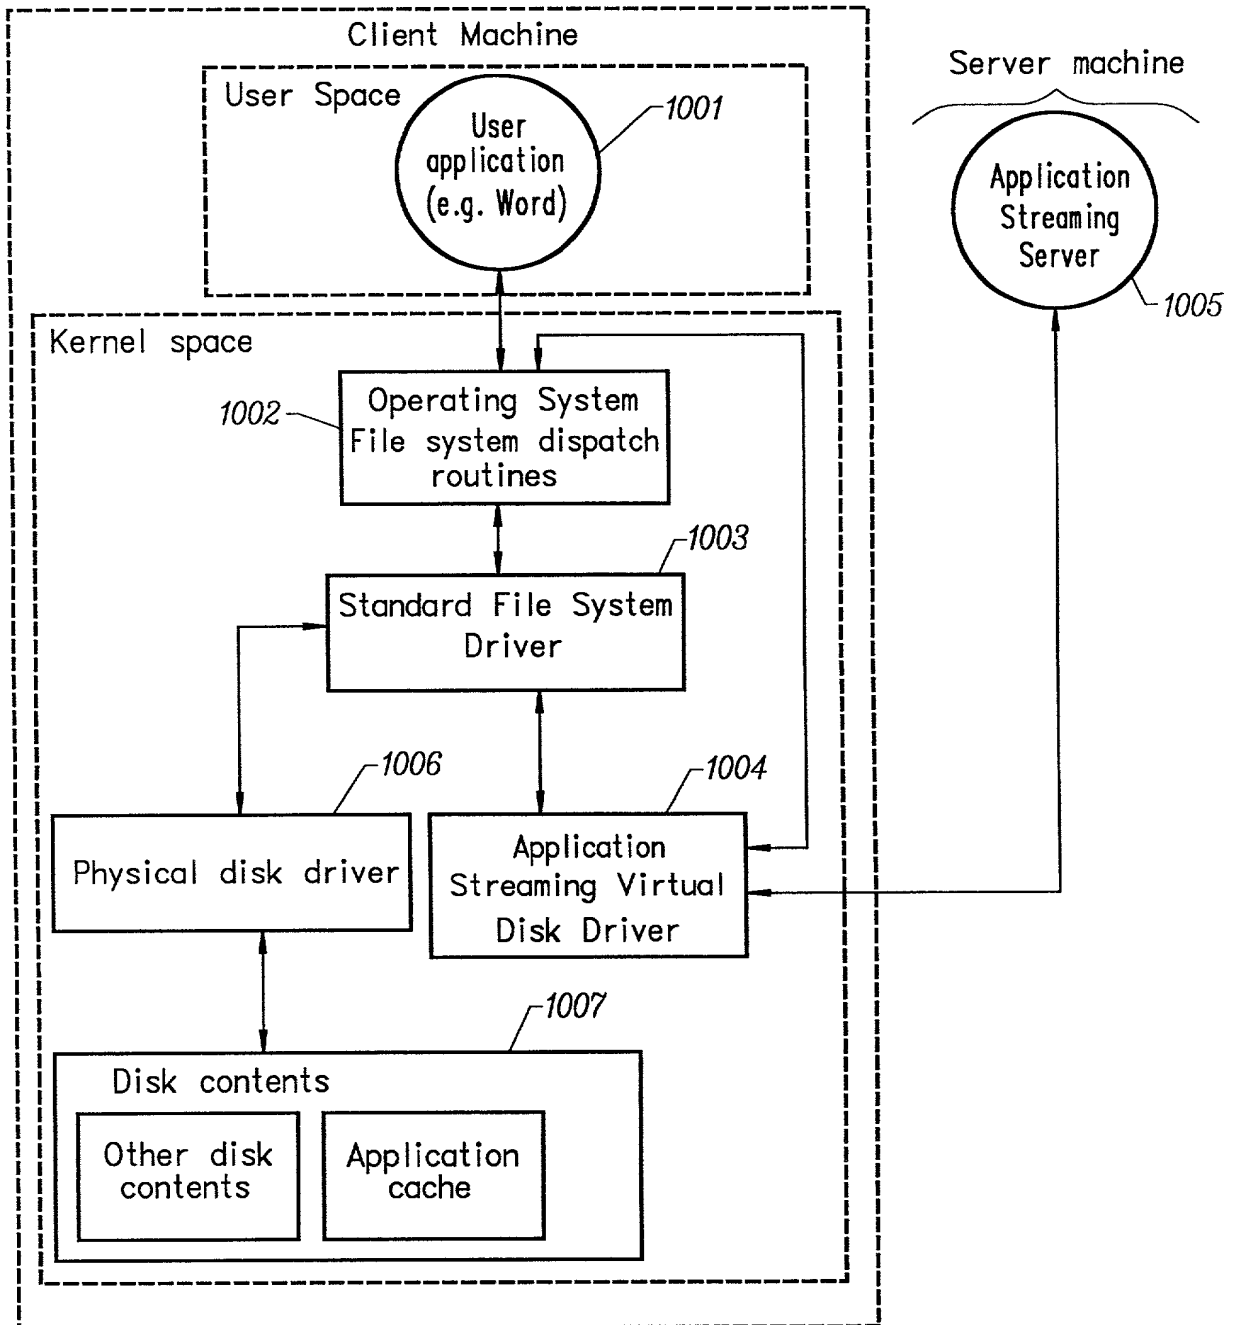 Client Machine
Server machine
User Space
User
application
(e.g. Word)
1001
Application
Streaming
Server
1005
Kernel space
1002
Operating System
File system dispatch
routines
1003
Standard File System
Driver
1006
1004
Physical disk driver
Application
Streaming Virtual
Disk Driver
1007
Disk contents
Other disk
contents
Application
cache